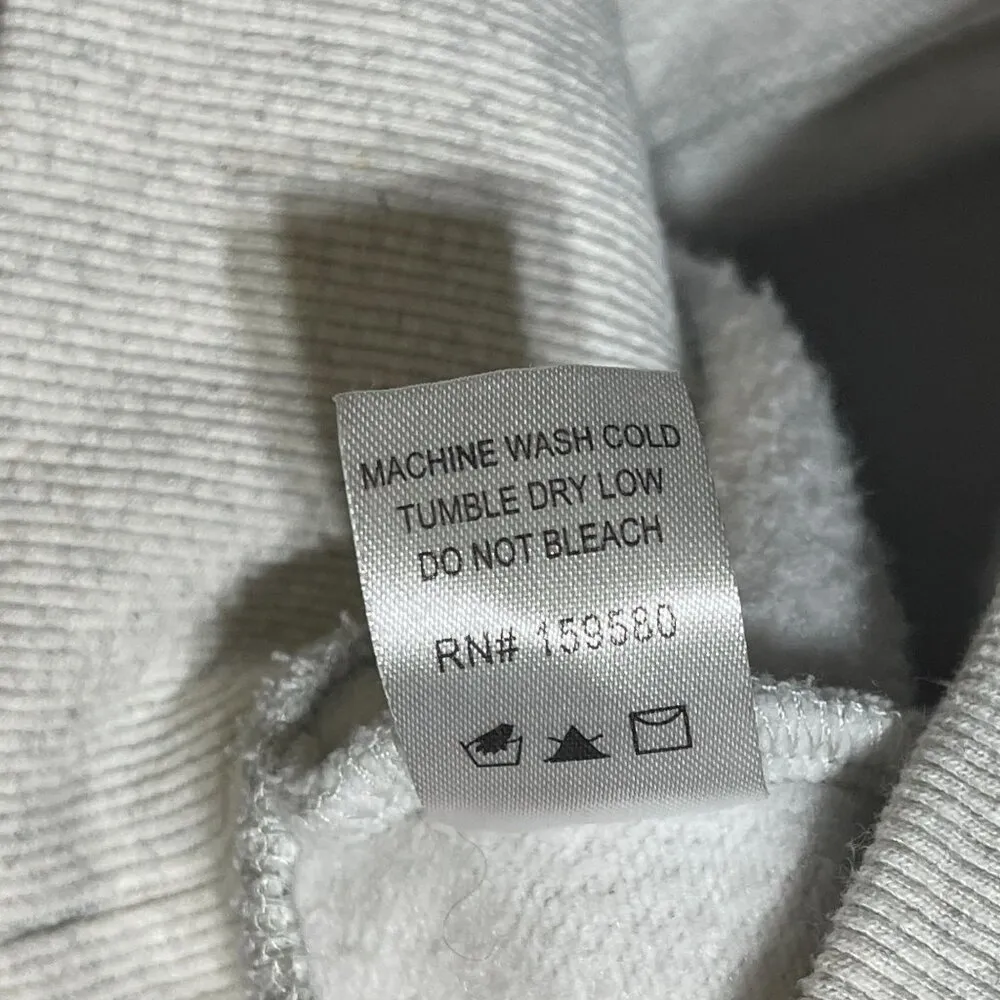 MACHINE WASH COLD
TUMBLE DRY LOW
DO NOT BLEACH
RN# 159580